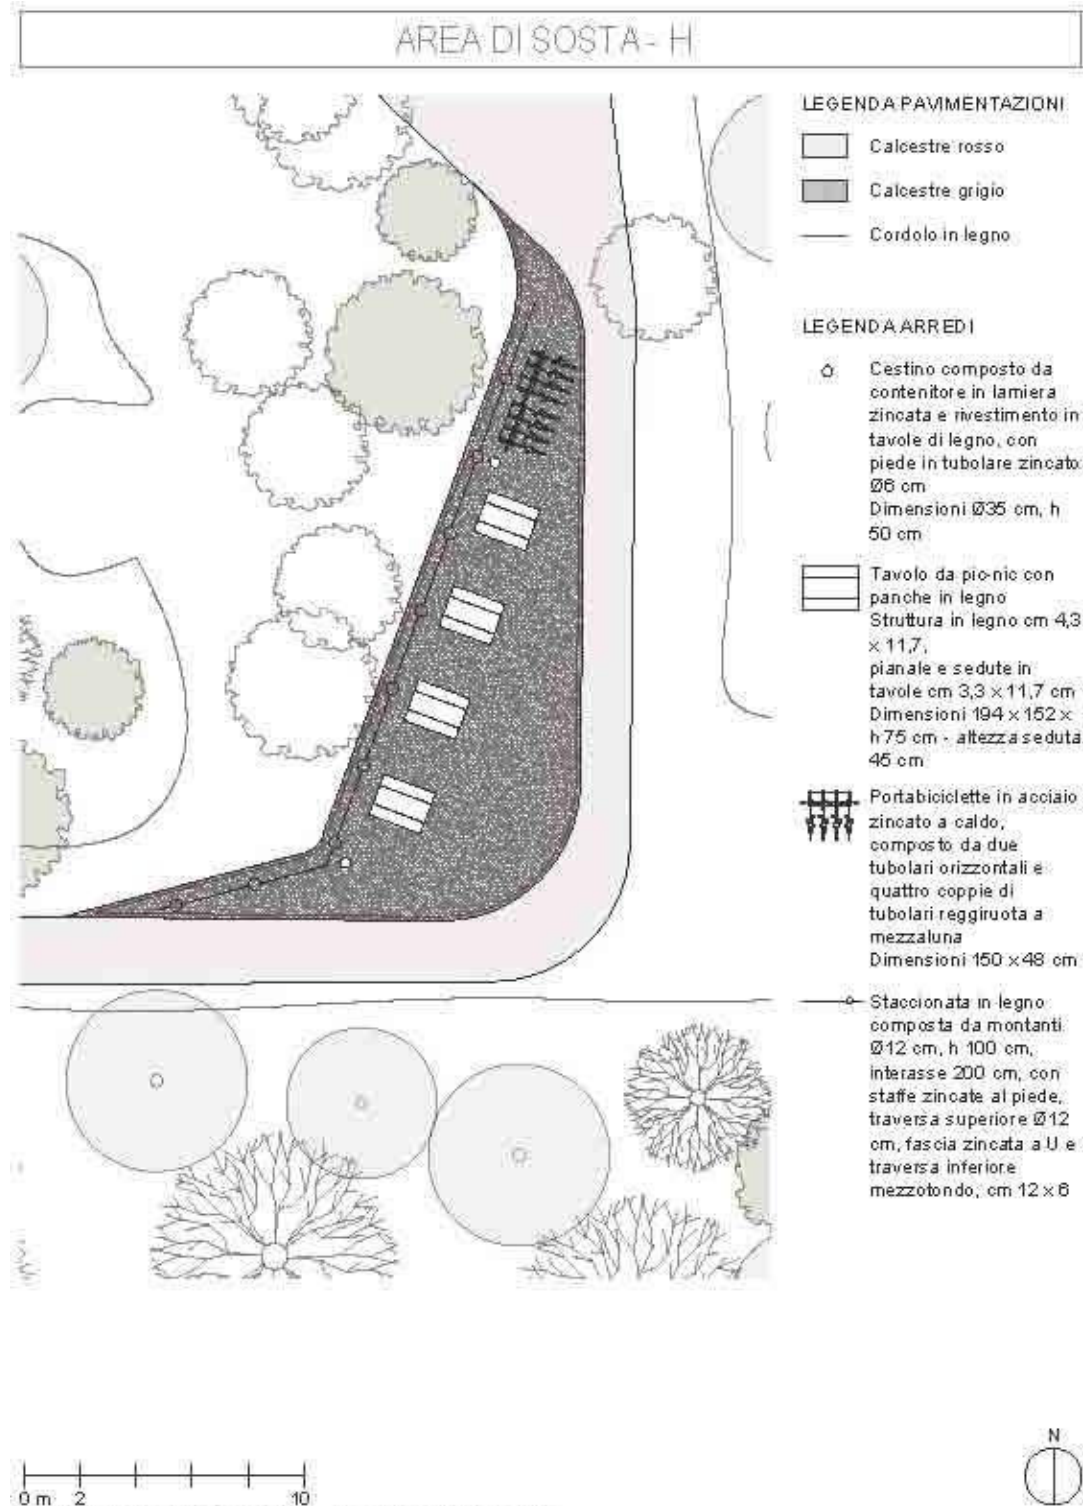 AREA DI SOSTA - H
LEGENDA PAVIMENTAZIONI
Calcestre rosso
Calcestre grigio
Cordolo in legno
LEGENDA ARREDI
Cestino composto da
contenitore in lamiera
zincata e rivestimento in
tavole di legno, con
piede in tubolare zincato
Ø6 cm
Dimensioni Ø35 cm, h
50 cm
Tavolo da pic-nic con
panche in legno
Struttura in legno cm 4,3
x 11,7,
pianale e sedute in
tavole cm 3,3 x 11,7 cm
Dimensioni 194 x 152 x
h 75 cm - altezza seduta
45 cm
Portabiciclette in acciaio
zincato a caldo,
composto da due
tubolari orizzontali e
quattro coppie di
tubolari reggiruota a
mezzaluna
Dimensioni 150 x 48 cm
Staccionata in legno
composta da montanti
Ø12 cm, h 100 cm,
interasse 200 cm, con
staffe zincate al piede,
traversa superiore Ø12
cm, fascia zincata a U e
traversa inferiore
mezzotondo, cm 12 x 6
N
0 m 2 10